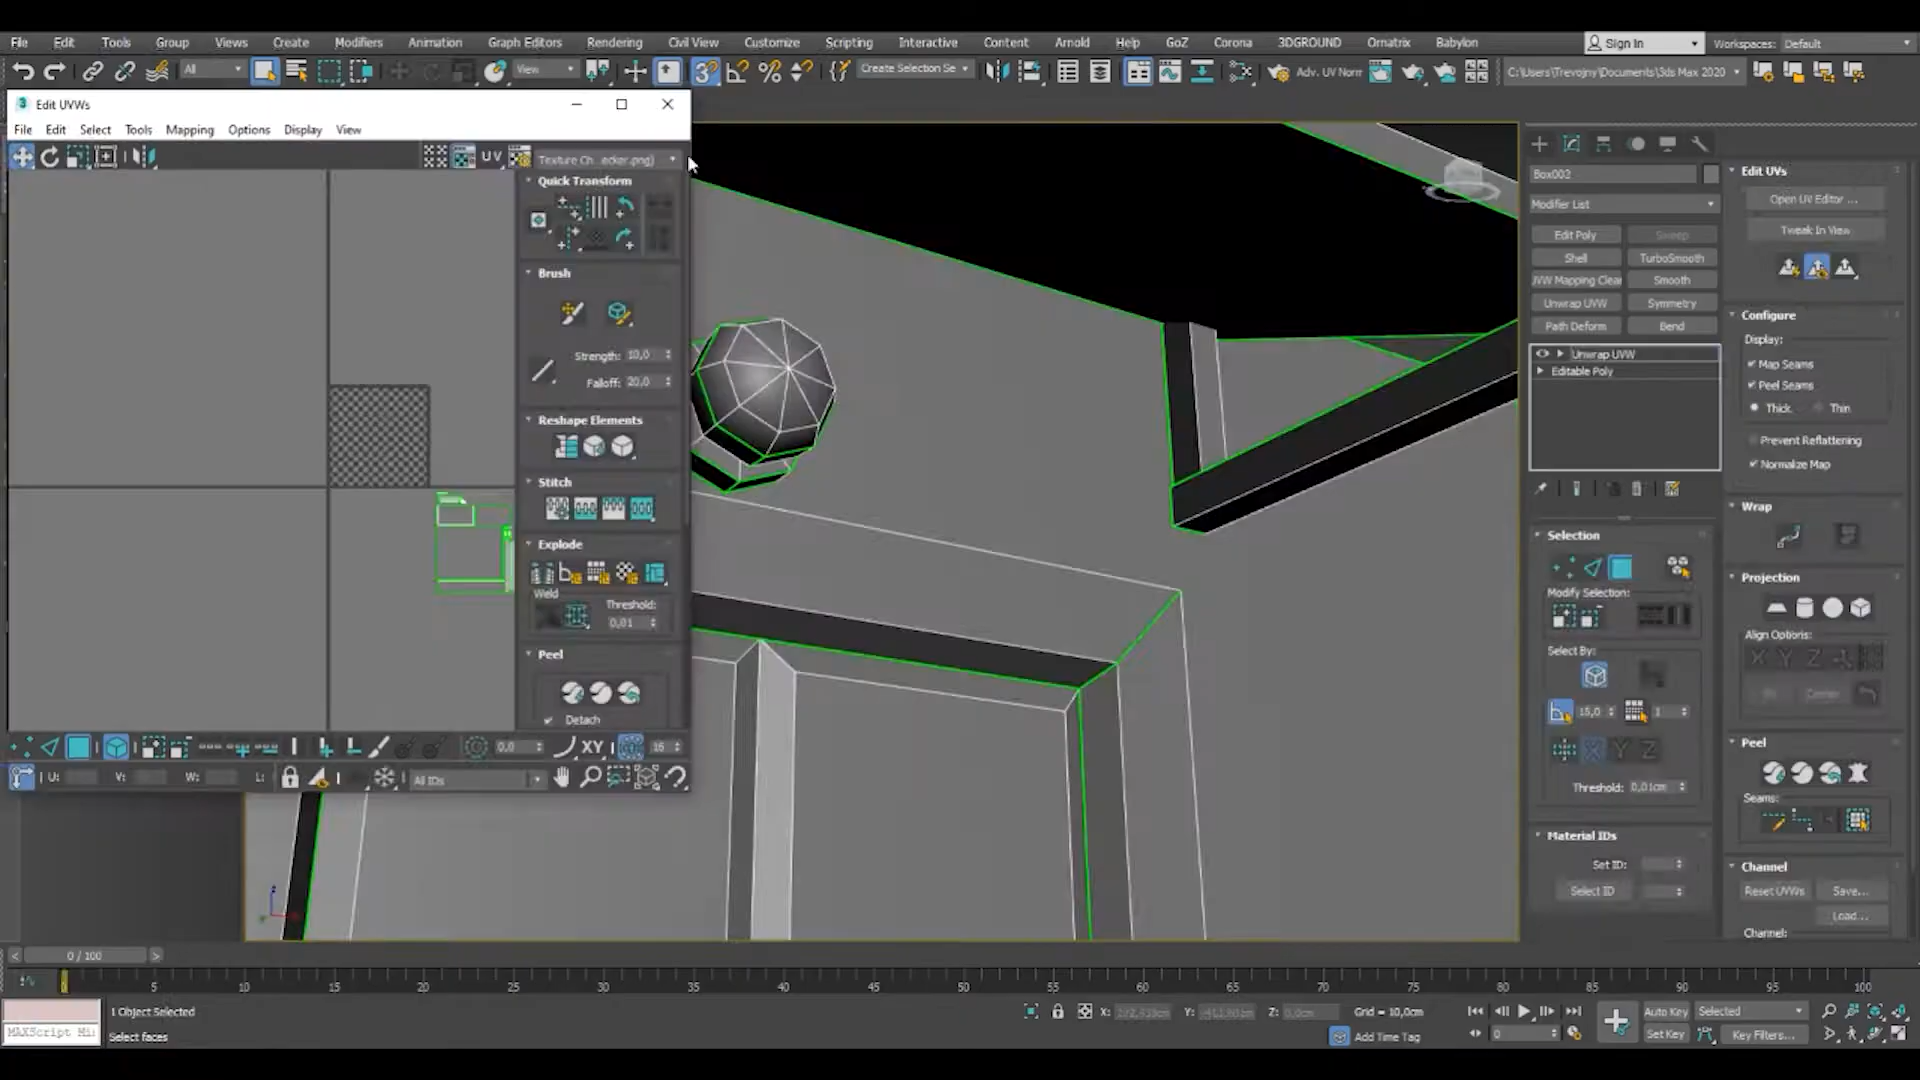 File Edit Tools Group Views Create Modifiers Animation Graph Editors Rendering Civil View Customize Scripting Interactive Content Arnold Help GoZ Corona 3DGROUND Ornatrix Babylon Sign In Workspaces: Default
All View Create Selection Se Adv. UV Norr C:\Users\Trevojny\Documents\3ds Max 2020
3 Edit UVWs
File Edit Select Tools Mapping Options Display View
UV Texture Ch...ecker.png)
Quick Transform
Brush
Strength: 10,0
Falloff: 20,0
Reshape Elements
Stitch
Explode
Weld
Threshold:
0,01
Peel
Detach
0,0 XY 16
U: V: W: L: All IDs
Box002
Modifier List
Edit Poly Sweep
Shell TurboSmooth
JVW Mapping Clear Smooth
Unwrap UVW Symmetry
Path Deform Bend
Unwrap UVW
Editable Poly
Selection
Modify Selection:
Select By:
15,0 1
X Y Z
Threshold: 0,01cm
Material IDs
Set ID:
Select ID
Edit UVs
Open UV Editor ...
Tweak In View
Configure
Display:
Map Seams
Peel Seams
Thick Thin
Prevent Reflattening
Normalize Map
Wrap
Projection
Align Options:
X Y Z
Fit Center
Peel
Seams:
Channel
Reset UVWs Save...
Load...
Channel:
< 0 / 100 >
0 5 10 15 20 25 30 35 40 45 50 55 60 65 70 75 80 85 90 95 100
1 Object Selected
MAXScript Mi
Select faces
X: Y: Z: 0,0cm Grid = 10,0cm
Add Time Tag
0
Auto Key Selected
Set Key Key Filters...